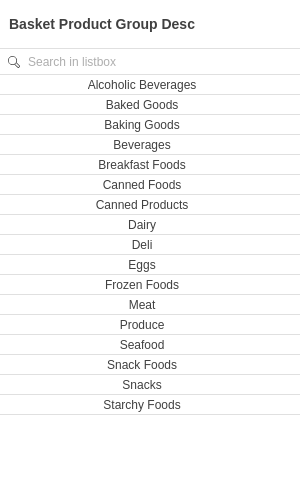 Basket Product Group Desc
Search in listbox
Alcoholic Beverages
Baked Goods
Baking Goods
Beverages
Breakfast Foods
Canned Foods
Canned Products
Dairy
Deli
Eggs
Frozen Foods
Meat
Produce
Seafood
Snack Foods
Snacks
Starchy Foods